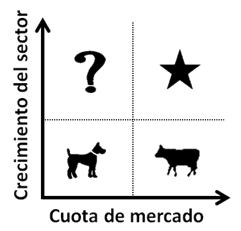 Crecimiento del sector
?
Cuota de mercado